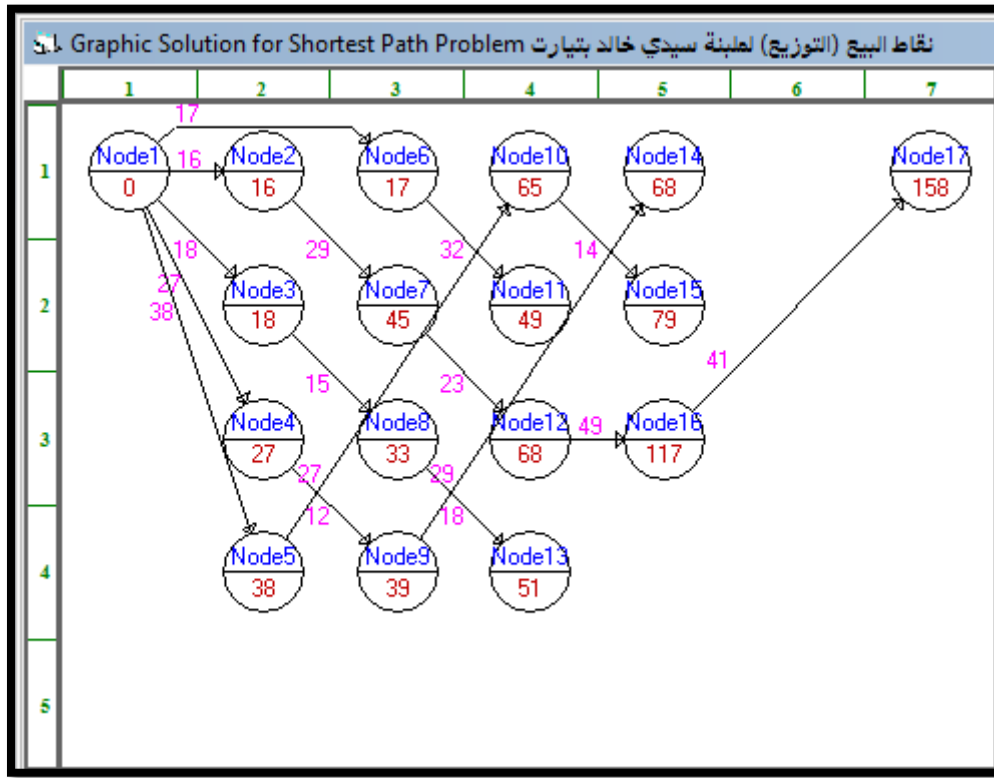 Graphic Solution for Shortest Path Problem نقاط البيع (التوزيع) لملبنة سيدي خالد بتيارت
1 2 3 4 5 6 7
17
1 Node1 16 Node2 Node6 Node10 Node14 Node17
0 16 17 65 68 158
18 29 32 14
27
2 Node3 Node7 Node11 Node15
38 18 45 49 79
41
15 23
3 Node4 Node8 Node12 49 Node16
27 33 68 117
27 29
12 18
4 Node5 Node9 Node13
38 39 51
5